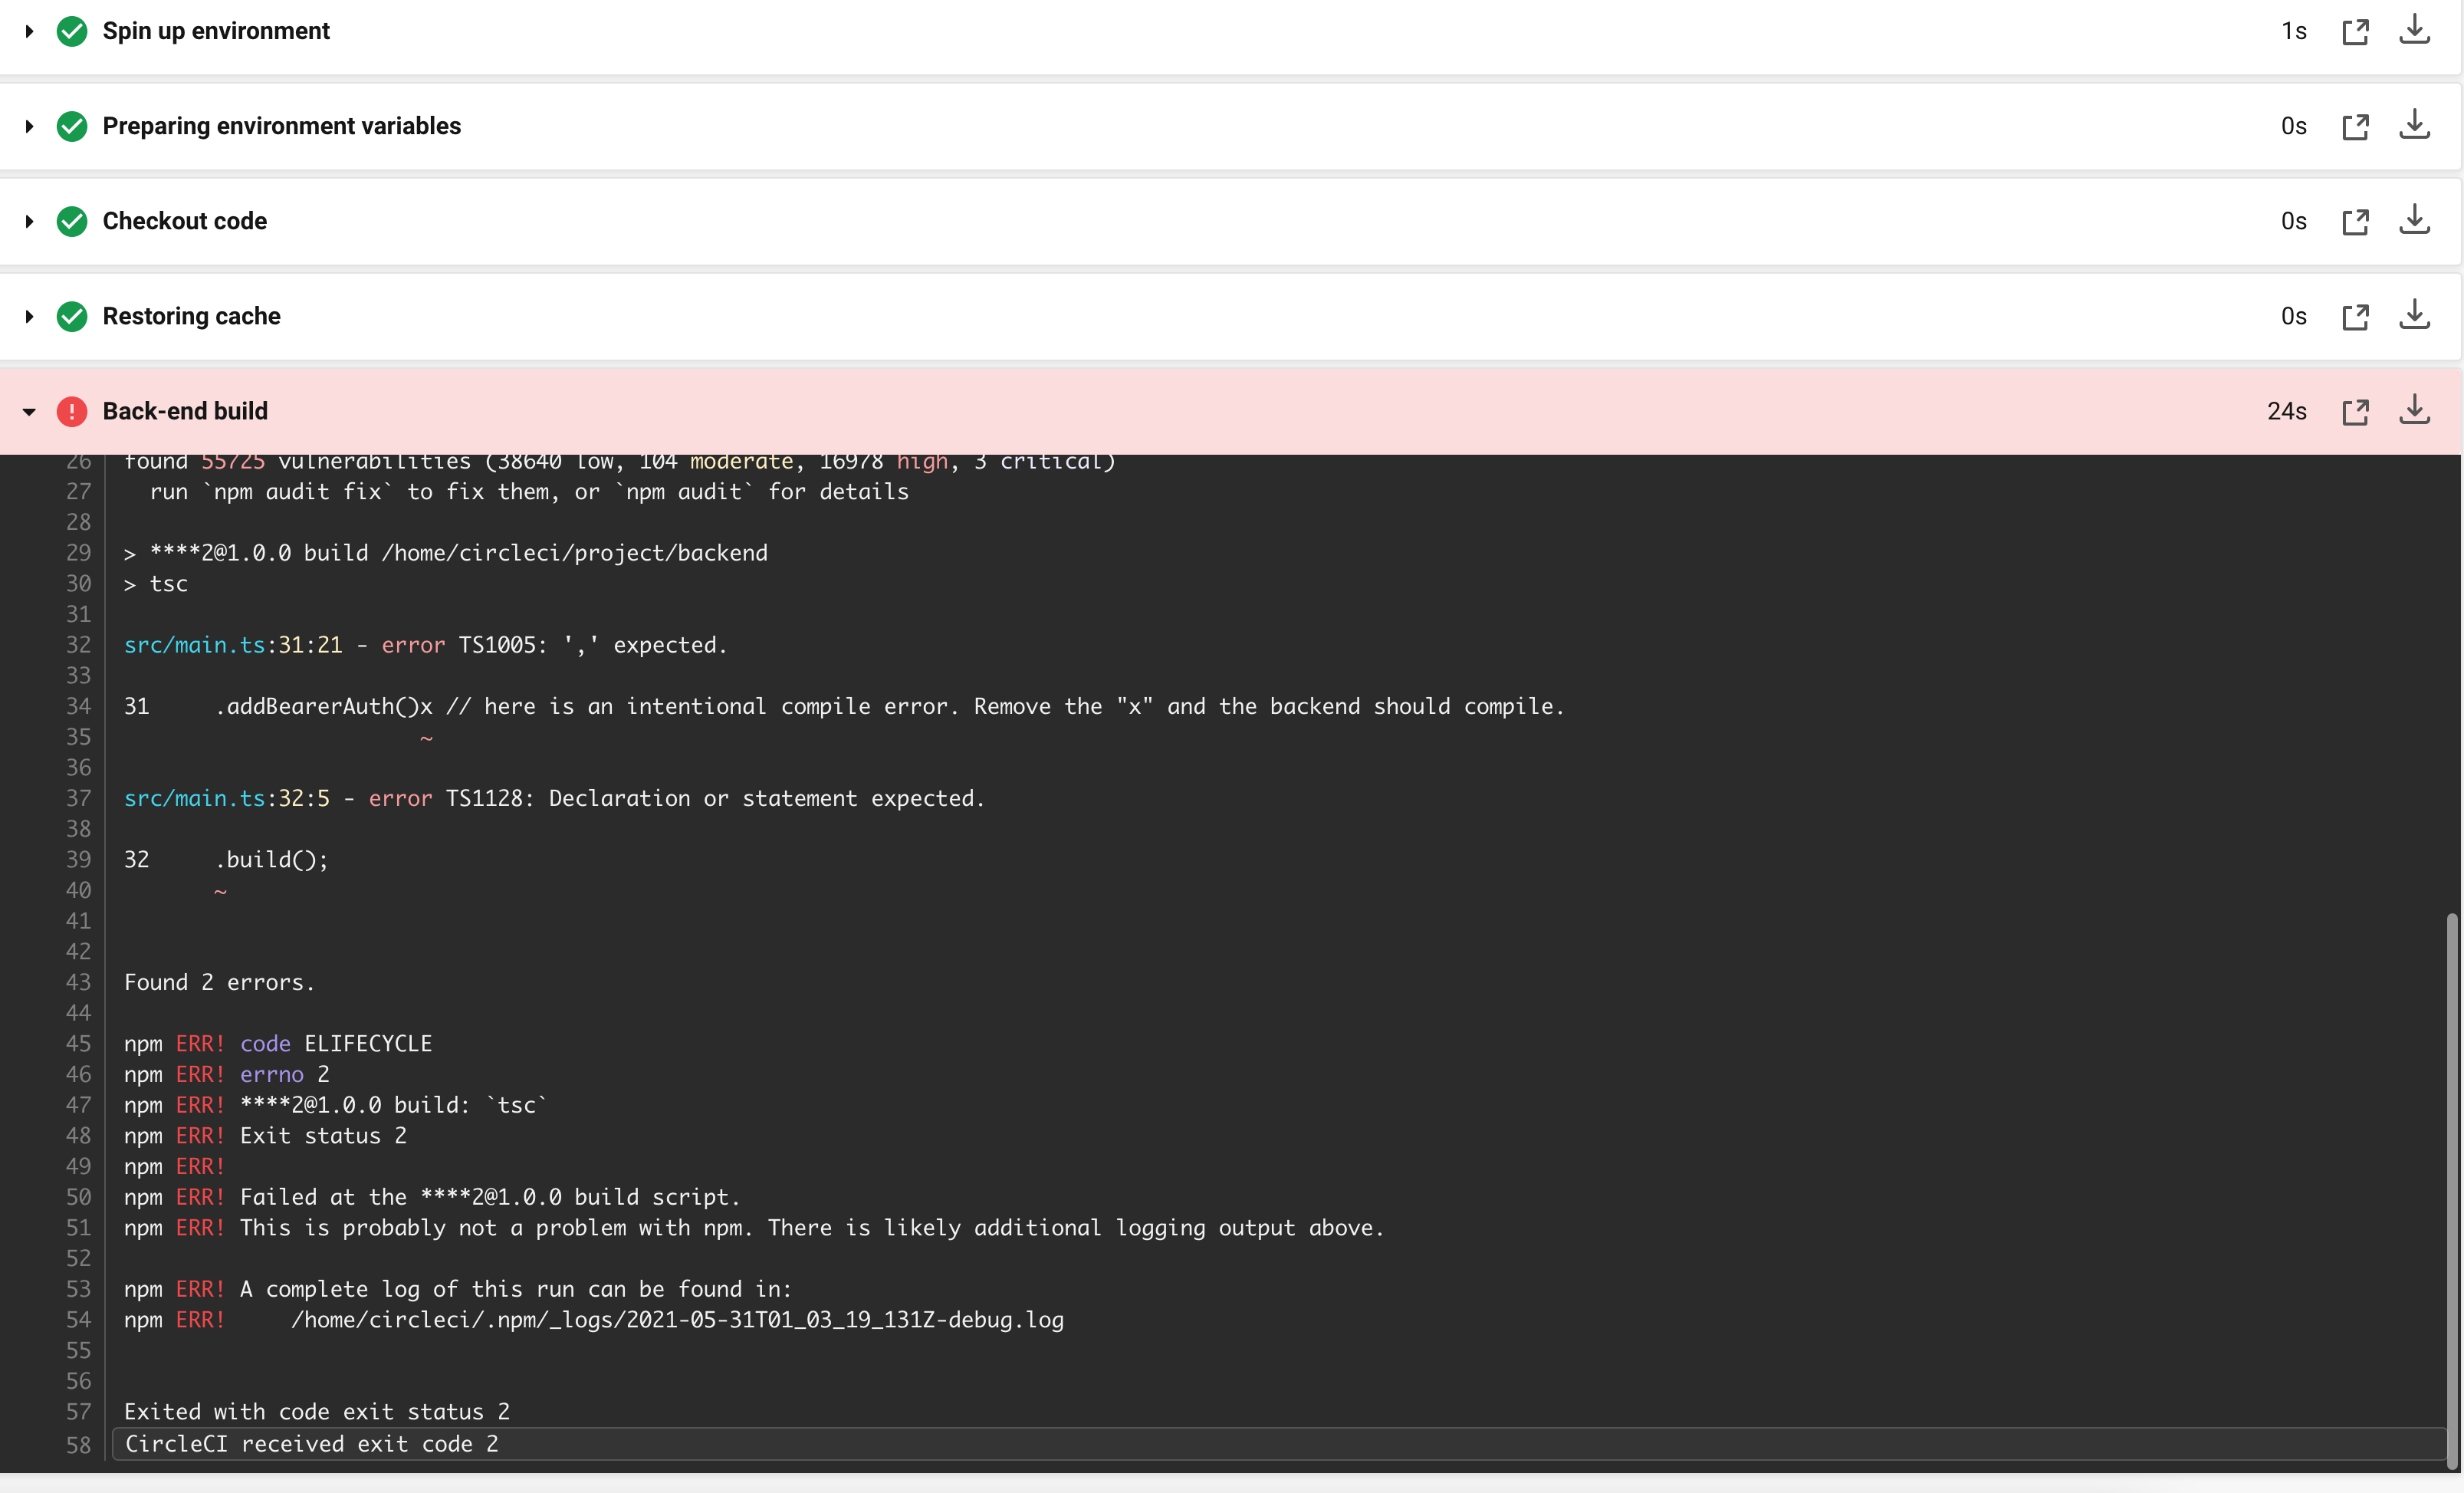 Spin up environment 1s
Preparing environment variables 0s
Checkout code 0s
Restoring cache 0s
Back-end build 24s
26 found 55725 vulnerabilities (38640 low, 104 moderate, 16978 high, 3 critical)
27   run `npm audit fix` to fix them, or `npm audit` for details
28
29 > ****2@1.0.0 build /home/circleci/project/backend
30 > tsc
31
32 src/main.ts:31:21 - error TS1005: ',' expected.
33
34 31     .addBearerAuth()x // here is an intentional compile error. Remove the "x" and the backend should compile.
35                        ~
36
37 src/main.ts:32:5 - error TS1128: Declaration or statement expected.
38
39 32     .build();
40        ~
41
42
43 Found 2 errors.
44
45 npm ERR! code ELIFECYCLE
46 npm ERR! errno 2
47 npm ERR! ****2@1.0.0 build: `tsc`
48 npm ERR! Exit status 2
49 npm ERR!
50 npm ERR! Failed at the ****2@1.0.0 build script.
51 npm ERR! This is probably not a problem with npm. There is likely additional logging output above.
52
53 npm ERR! A complete log of this run can be found in:
54 npm ERR!     /home/circleci/.npm/_logs/2021-05-31T01_03_19_131Z-debug.log
55
56
57 Exited with code exit status 2
58 CircleCI received exit code 2